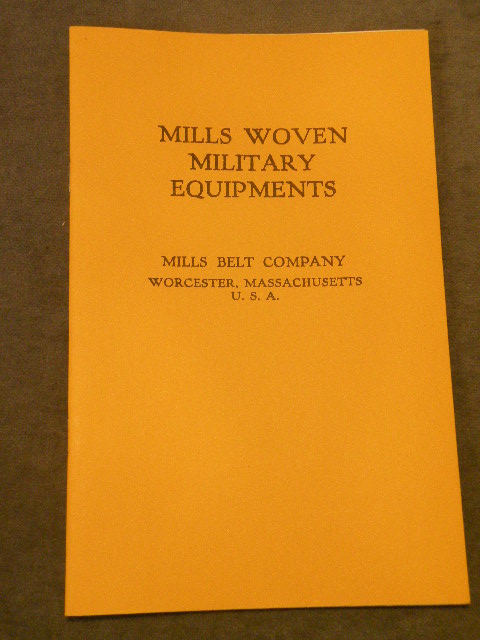 MILLS WOVEN
MILITARY
EQUIPMENTS
MILLS BELT COMPANY
WORCESTER, MASSACHUSETTS
U. S. A.